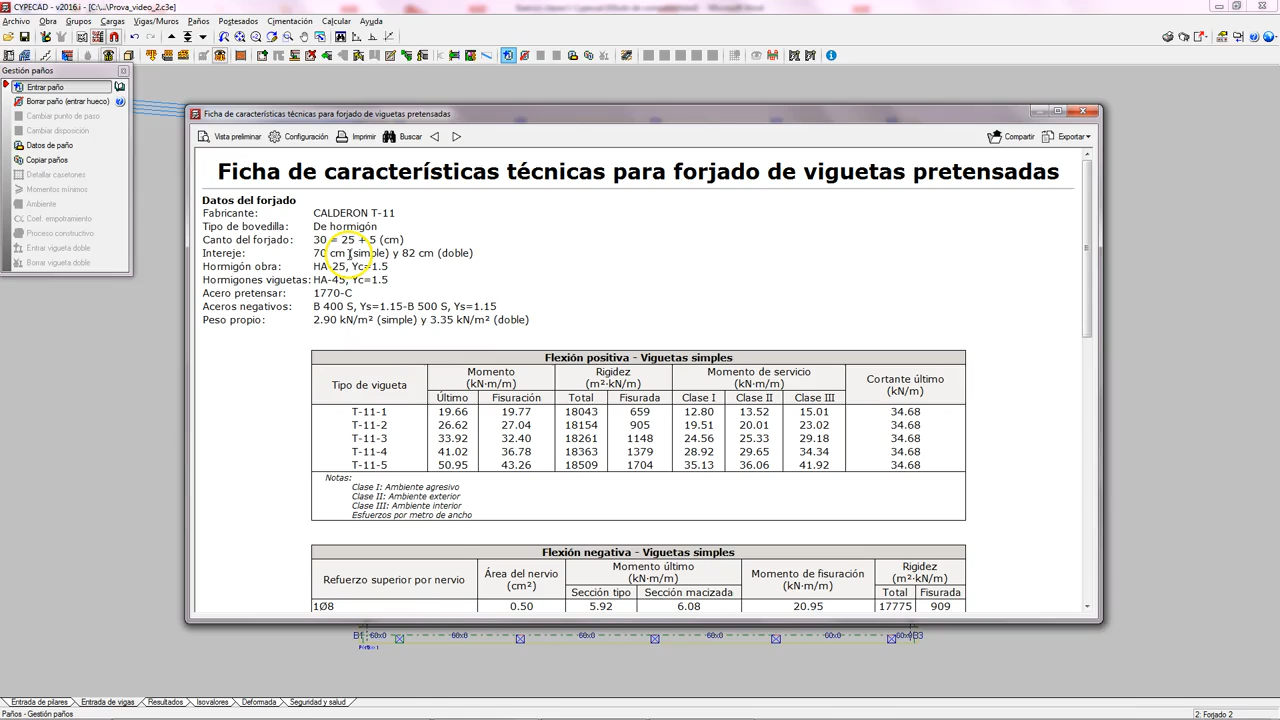 CYPECAD - v2016.i - [C:\...\Prova_video_2.c3e]
Archivo Obra Grupos Cargas Vigas/Muros Paños Postesados Cimentación Calcular Ayuda
Gestión paños
Entrar paño
Borrar paño (entrar hueco)
Cambiar punto de paso
Cambiar disposición
Datos de paño
Copiar paños
Detallar casetones
Momentos mínimos
Ambiente
Coef. empotramiento
Proceso constructivo
Entrar vigueta doble
Borrar vigueta doble
Ficha de características técnicas para forjado de viguetas pretensadas
Vista preliminar Configuración Imprimir Buscar Compartir Exportar
Ficha de características técnicas para forjado de viguetas pretensadas
Datos del forjado
Fabricante: CALDERON T-11
Tipo de bovedilla: De hormigón
Canto del forjado: 30 = 25 + 5 (cm)
Intereje: 70 cm (simple) y 82 cm (doble)
Hormigón obra: HA-25, Yc=1.5
Hormigones viguetas: HA-45, Yc=1.5
Acero pretensar: 1770-C
Aceros negativos: B 400 S, Ys=1.15-B 500 S, Ys=1.15
Peso propio: 2.90 kN/m² (simple) y 3.35 kN/m² (doble)
Flexión positiva - Viguetas simples
Tipo de vigueta Momento (kN·m/m) Rigidez (m²·kN/m) Momento de servicio (kN·m/m) Cortante último (kN/m)
Último Fisuración Total Fisurada Clase I Clase II Clase III
T-11-1 19.66 19.77 18043 659 12.80 13.52 15.01 34.68
T-11-2 26.62 27.04 18154 905 19.51 20.01 23.02 34.68
T-11-3 33.92 32.40 18261 1148 24.56 25.33 29.18 34.68
T-11-4 41.02 36.78 18363 1379 28.92 29.65 34.34 34.68
T-11-5 50.95 43.26 18509 1704 35.13 36.06 41.92 34.68
Notas:
Clase I: Ambiente agresivo
Clase II: Ambiente exterior
Clase III: Ambiente interior
Esfuerzos por metro de ancho
Flexión negativa - Viguetas simples
Refuerzo superior por nervio Área del nervio (cm²) Momento último (kN·m/m) Momento de fisuración (kN·m/m) Rigidez (m²·kN/m)
Sección tipo Sección macizada Total Fisurada
1Ø8 0.50 5.92 6.08 20.95 17775 909
B1 60x0 60x0 60x0 60x0 60x0 B3
Pórtico 1
Entrada de pilares Entrada de vigas Resultados Isovalores Deformada Seguridad y salud
Paños - Gestión paños 2: Forjado 2